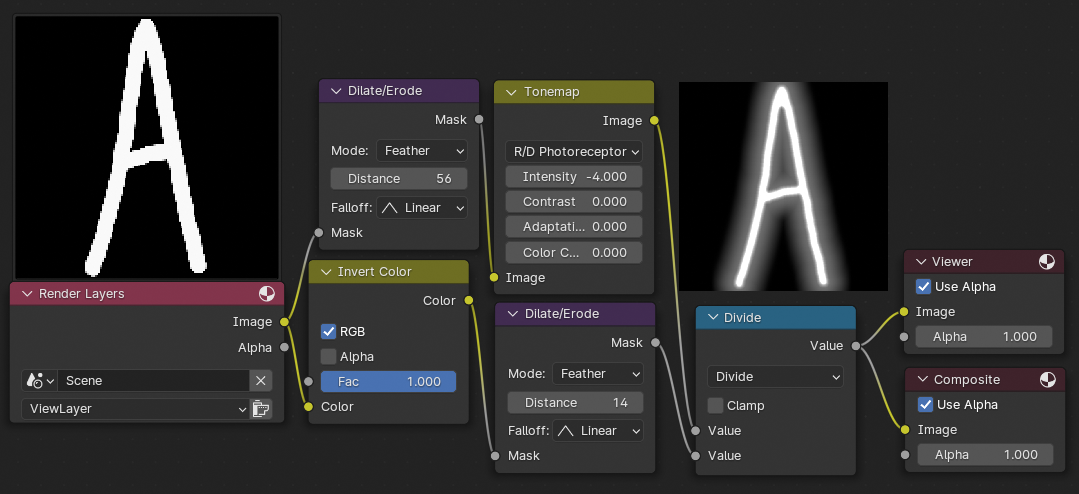 A
Render Layers
Image
Alpha
Scene
ViewLayer
Dilate/Erode
Mask
Mode: Feather
Distance 56
Falloff: Linear
Mask
Invert Color
Color
RGB
Alpha
Fac 1.000
Color
Tonemap
Image
R/D Photoreceptor
Intensity -4.000
Contrast 0.000
Adaptati... 0.000
Color C... 0.000
Image
Dilate/Erode
Mask
Mode: Feather
Distance 14
Falloff: Linear
Mask
A
Divide
Value
Divide
Clamp
Value
Value
Viewer
Use Alpha
Image
Alpha 1.000
Composite
Use Alpha
Image
Alpha 1.000